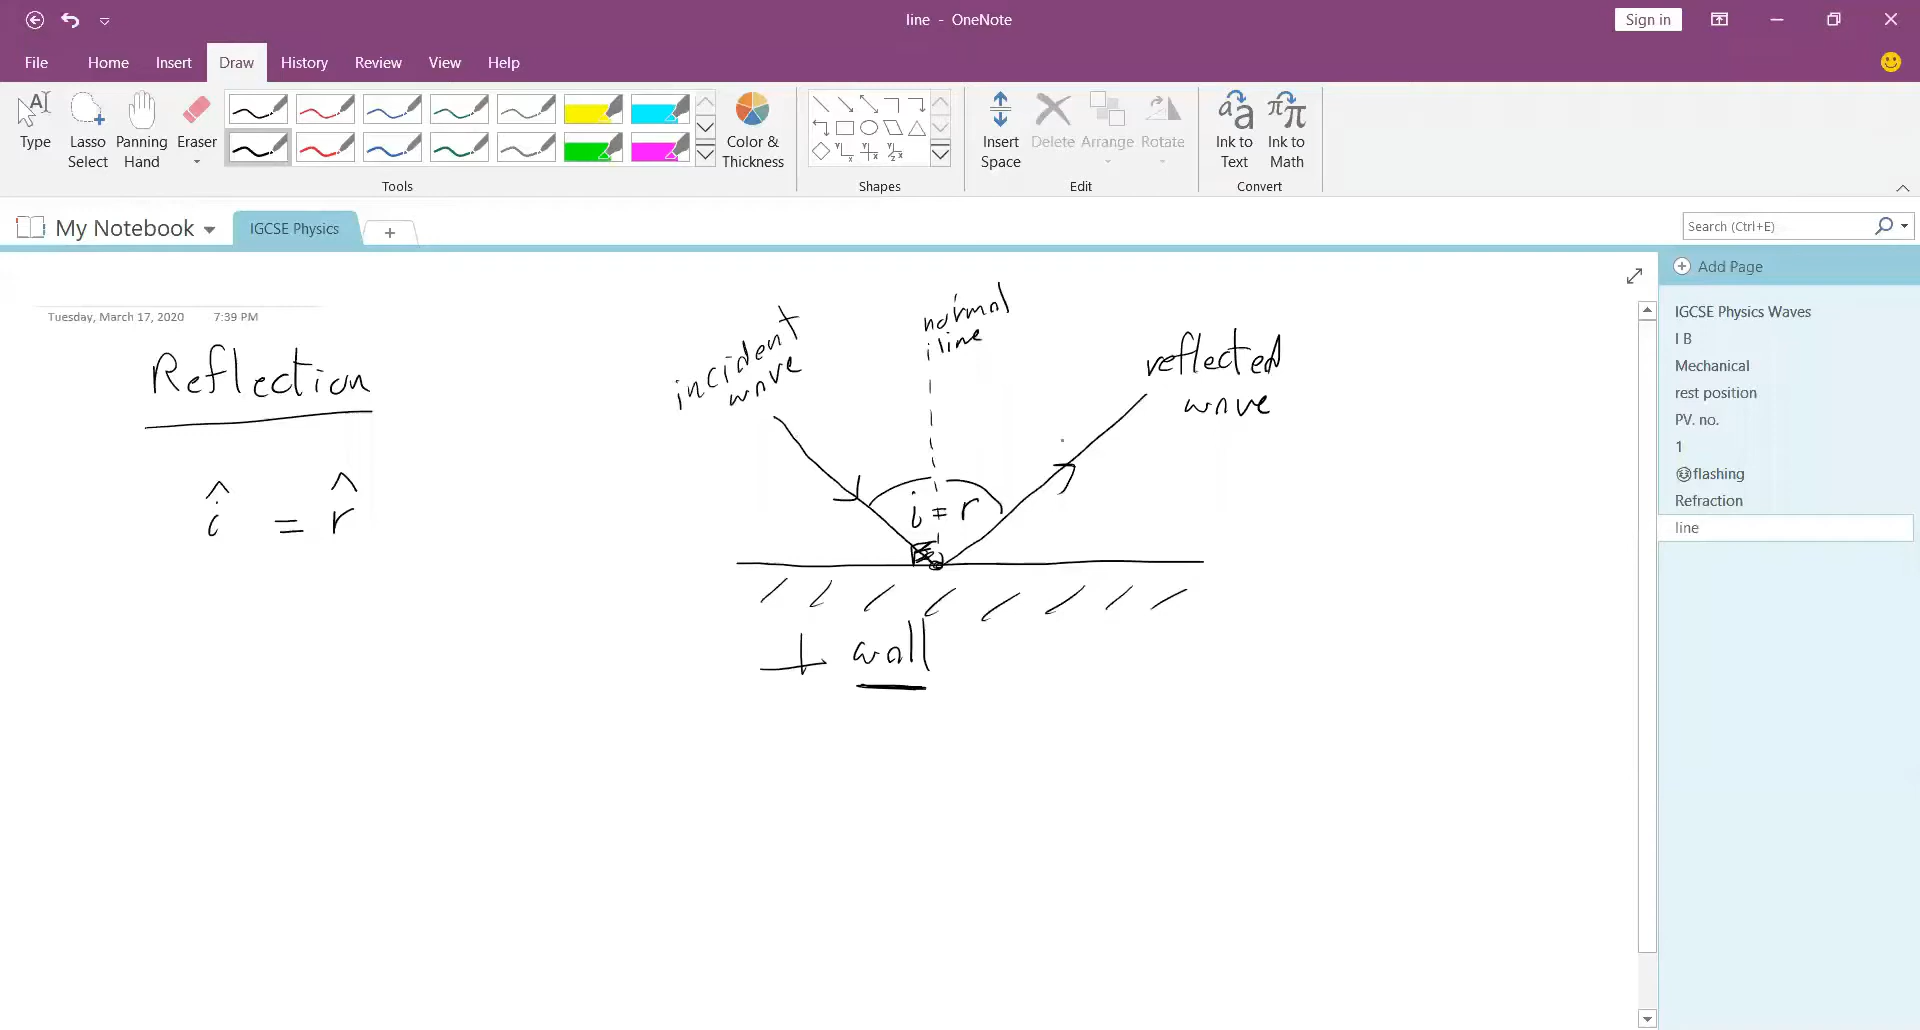 line - OneNote
Sign in
File Home Insert Draw History Review View Help
Type
Lasso Select
Panning Hand
Eraser
Color & Thickness
Insert Space
Delete
Arrange
Rotate
Ink to Text
Ink to Math
Tools
Shapes
Edit
Convert
My Notebook
IGCSE Physics
Search (Ctrl+E)
Add Page
IGCSE Physics Waves
I B
Mechanical
rest position
PV. no.
1
flashing
Refraction
line
Tuesday, March 17, 2020 7:39 PM
Reflection
î = r̂
incident
wave
normal
line
reflected
wave
i = r
⊥ wall